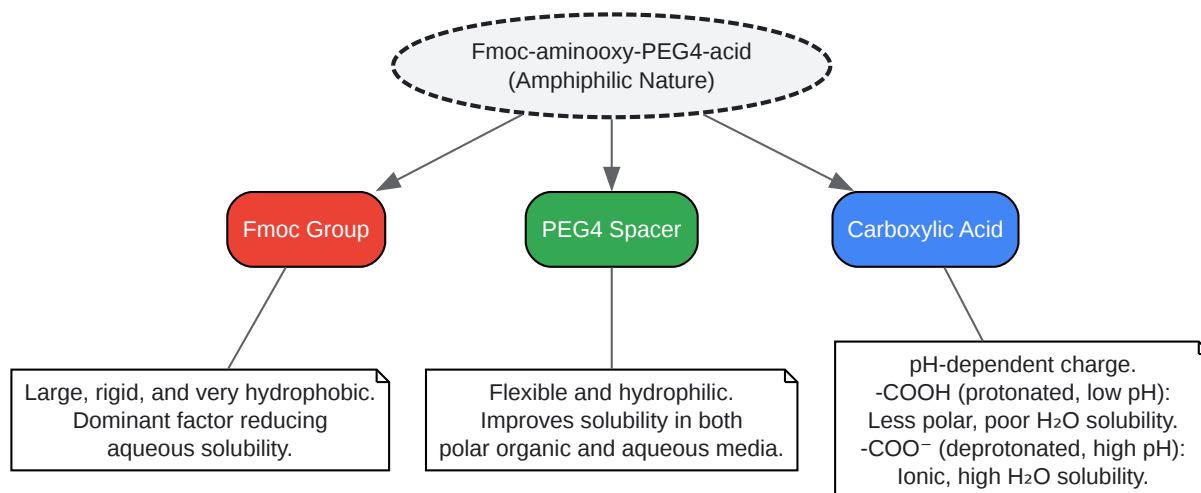 Fmoc-aminooxy-PEG4-acid
(Amphiphilic Nature)
Fmoc Group
PEG4 Spacer
Carboxylic Acid
Large, rigid, and very hydrophobic.
Dominant factor reducing
aqueous solubility.
Flexible and hydrophilic.
Improves solubility in both
polar organic and aqueous media.
pH-dependent charge.
-COOH (protonated, low pH):
Less polar, poor H₂O solubility.
-COO⁻ (deprotonated, high pH):
Ionic, high H₂O solubility.